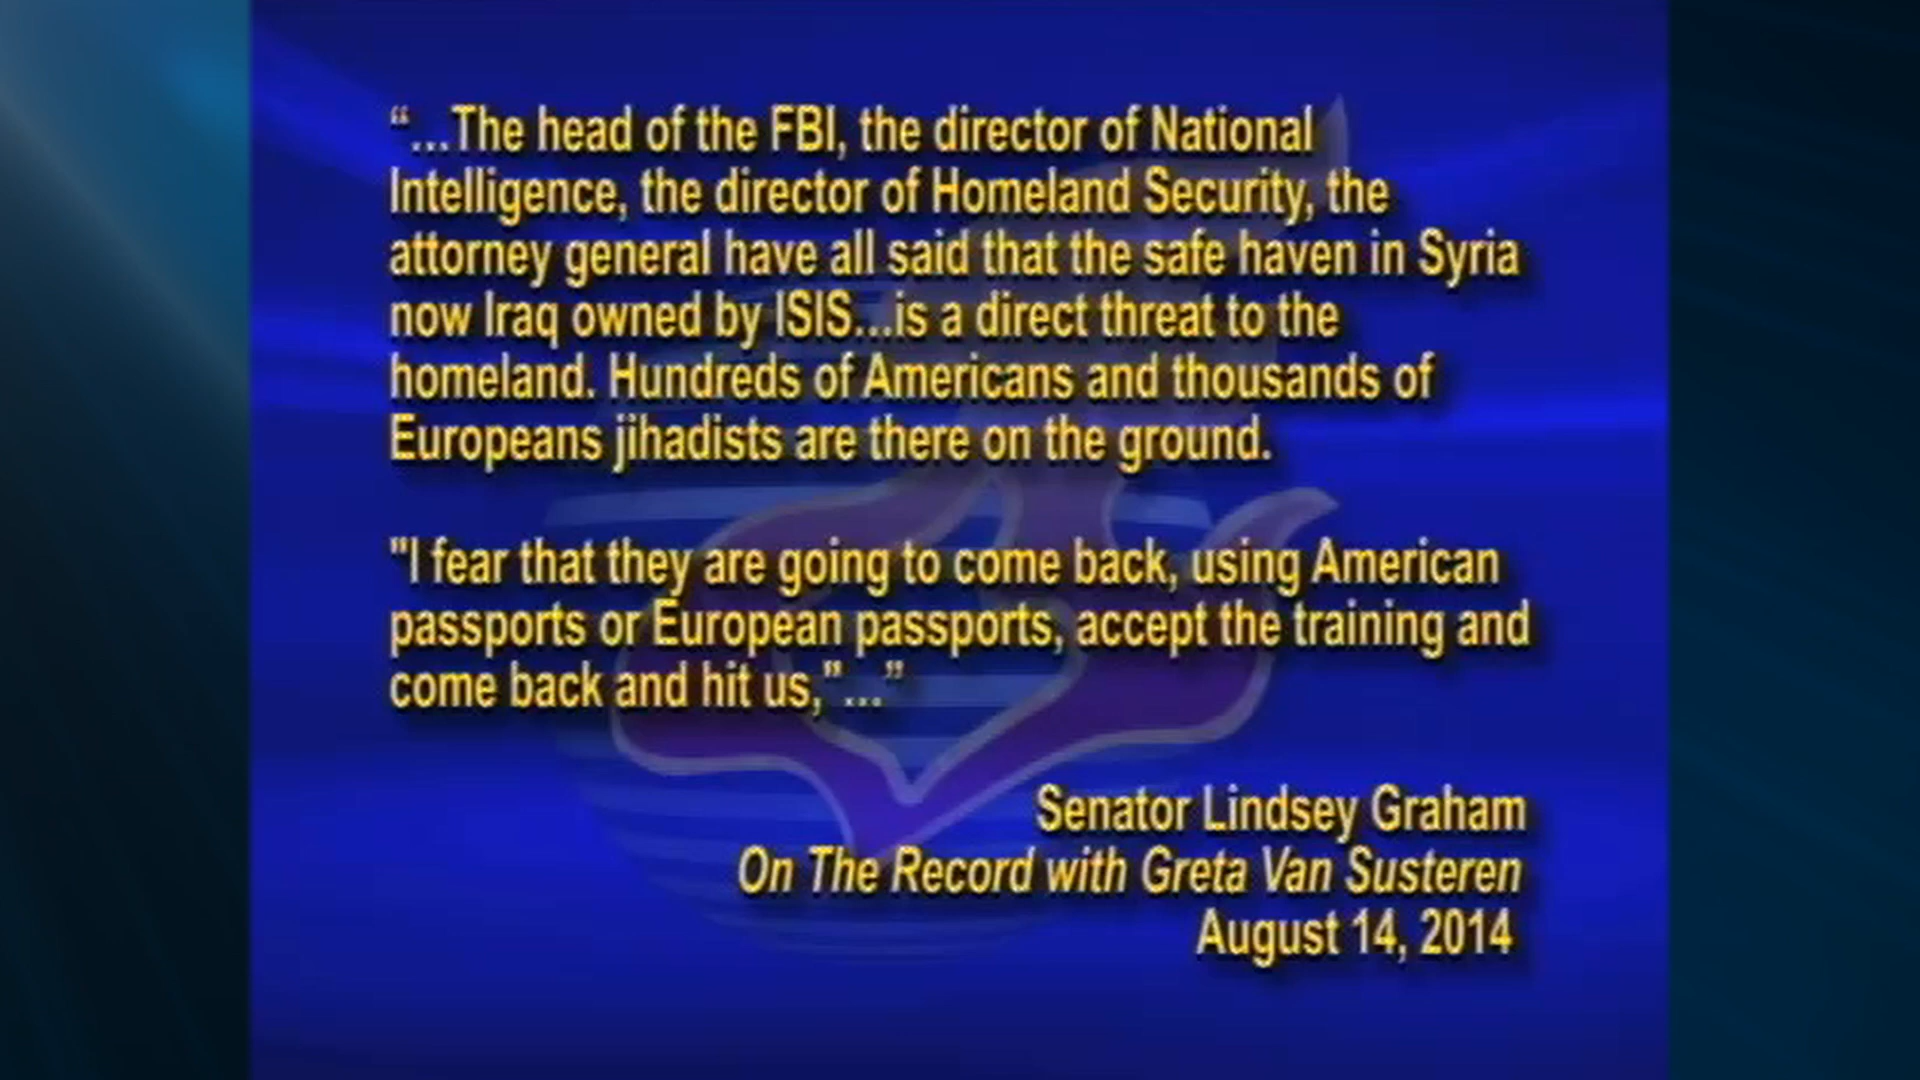 “...The head of the FBI, the director of National
Intelligence, the director of Homeland Security, the
attorney general have all said that the safe haven in Syria
now Iraq owned by ISIS...is a direct threat to the
homeland. Hundreds of Americans and thousands of
Europeans jihadists are there on the ground.
"I fear that they are going to come back, using American
passports or European passports, accept the training and
come back and hit us,"...”
Senator Lindsey Graham
On The Record with Greta Van Susteren
August 14, 2014